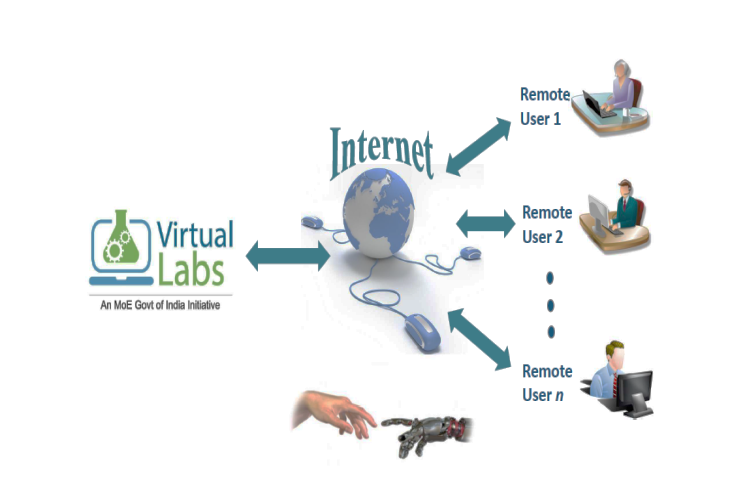 Internet
Virtual
Labs
An MoE Govt of India Initiative
Remote
User 1
Remote
User 2
Remote
User n